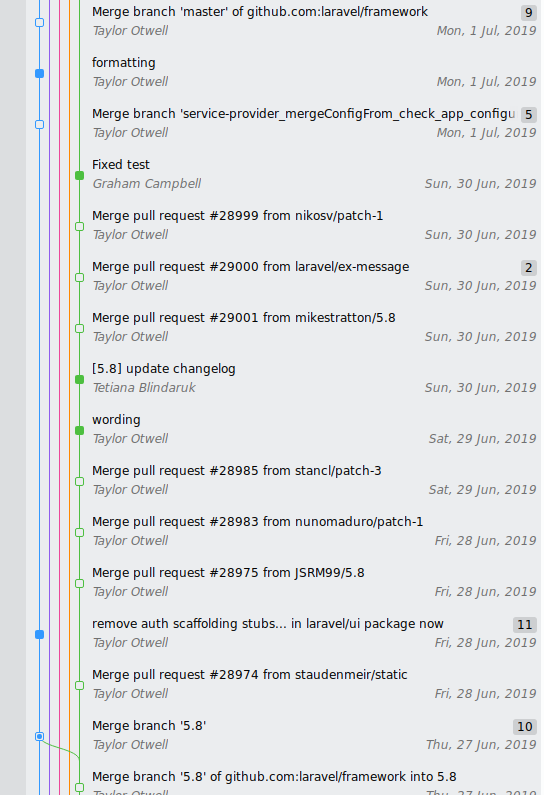 Merge branch 'master' of github.com:laravel/framework 9
Taylor Otwell Mon, 1 Jul, 2019
formatting
Taylor Otwell Mon, 1 Jul, 2019
Merge branch 'service-provider_mergeConfigFrom_check_app_configu 5
Taylor Otwell Mon, 1 Jul, 2019
Fixed test
Graham Campbell Sun, 30 Jun, 2019
Merge pull request #28999 from nikosv/patch-1
Taylor Otwell Sun, 30 Jun, 2019
Merge pull request #29000 from laravel/ex-message 2
Taylor Otwell Sun, 30 Jun, 2019
Merge pull request #29001 from mikestratton/5.8
Taylor Otwell Sun, 30 Jun, 2019
[5.8] update changelog
Tetiana Blindaruk Sun, 30 Jun, 2019
wording
Taylor Otwell Sat, 29 Jun, 2019
Merge pull request #28985 from stancl/patch-3
Taylor Otwell Sat, 29 Jun, 2019
Merge pull request #28983 from nunomaduro/patch-1
Taylor Otwell Fri, 28 Jun, 2019
Merge pull request #28975 from JSRM99/5.8
Taylor Otwell Fri, 28 Jun, 2019
remove auth scaffolding stubs... in laravel/ui package now 11
Taylor Otwell Fri, 28 Jun, 2019
Merge pull request #28974 from staudenmeir/static
Taylor Otwell Fri, 28 Jun, 2019
Merge branch '5.8' 10
Taylor Otwell Thu, 27 Jun, 2019
Merge branch '5.8' of github.com:laravel/framework into 5.8
Taylor Otwell Thu, 27 Jun, 2019